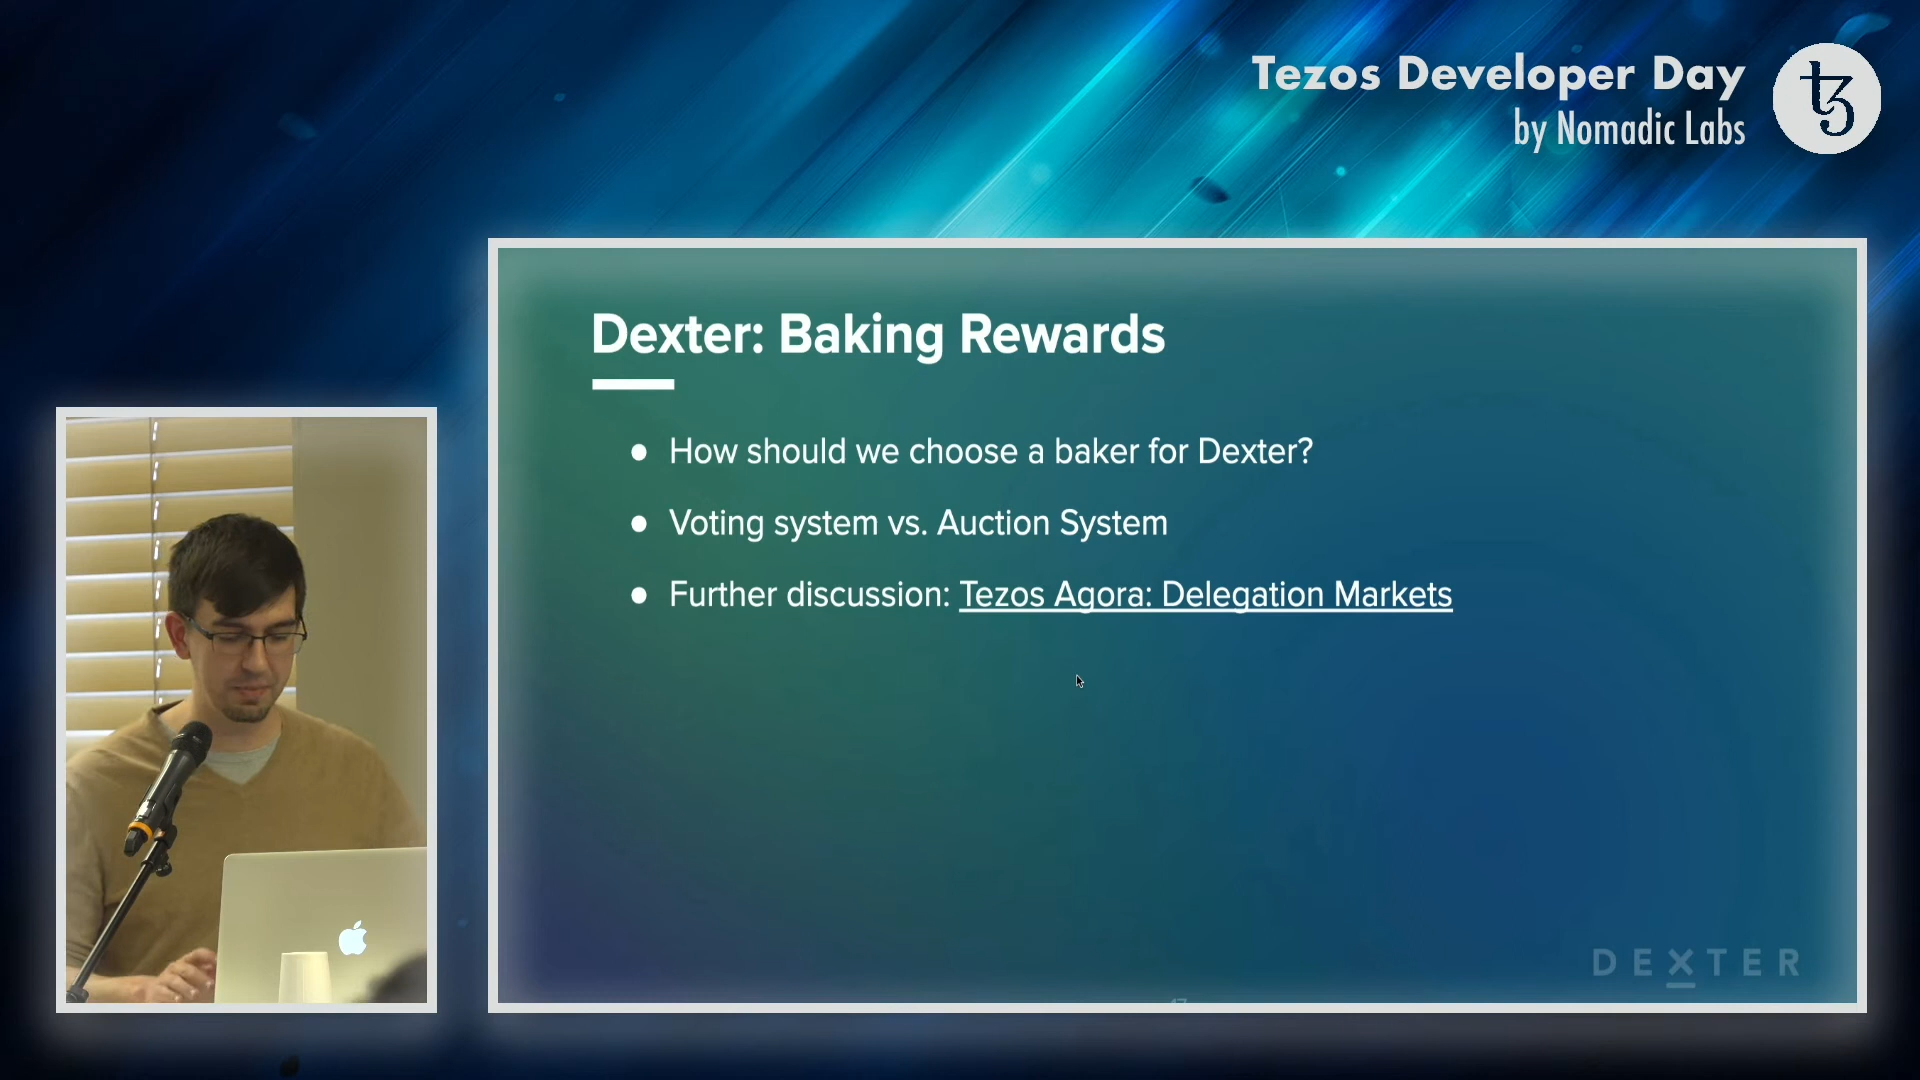 Tezos Developer Day
by Nomadic Labs
Dexter: Baking Rewards
● How should we choose a baker for Dexter?
● Voting system vs. Auction System
● Further discussion: Tezos Agora: Delegation Markets
DEXTER